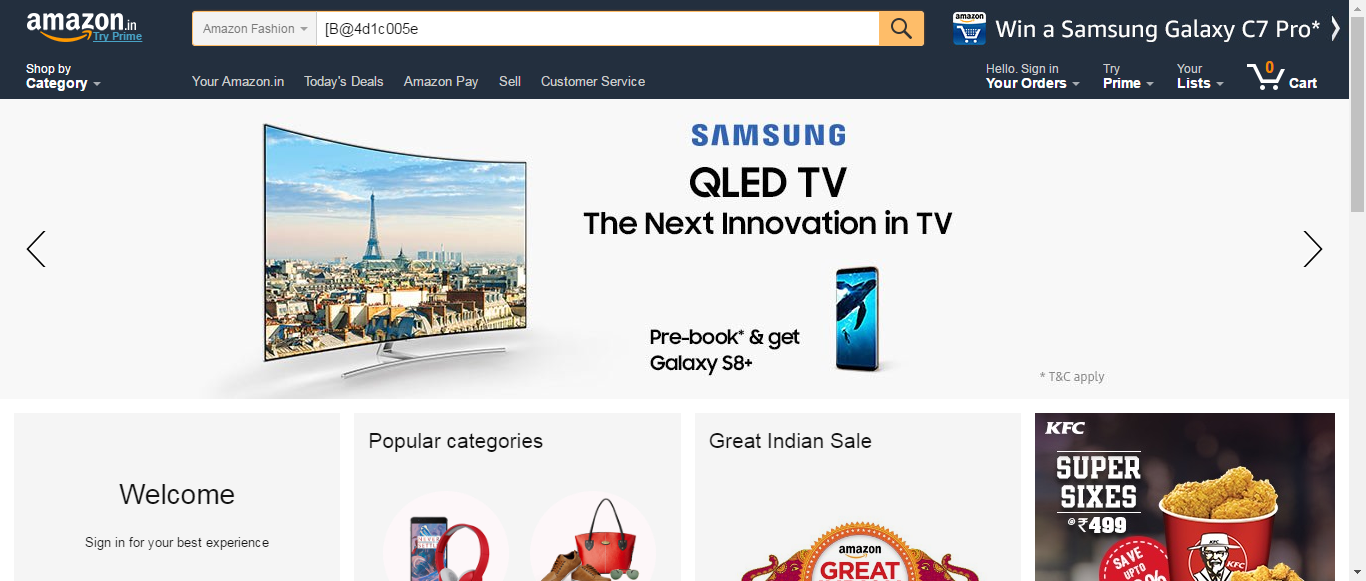 amazon.in
Try Prime
Amazon Fashion
[B@4d1c005e
amazon
Win a Samsung Galaxy C7 Pro*
Shop by
Category
Your Amazon.in
Today's Deals
Amazon Pay
Sell
Customer Service
Hello. Sign in
Your Orders
Try
Prime
Your
Lists
0
Cart
SAMSUNG
QLED TV
The Next Innovation in TV
Pre-book* & get
Galaxy S8+
* T&C apply
Welcome
Sign in for your best experience
Popular categories
Great Indian Sale
amazon
GREAT
KFC
SUPER
SIXES
@ ₹499
SAVE
UPTO
KFC
KFC